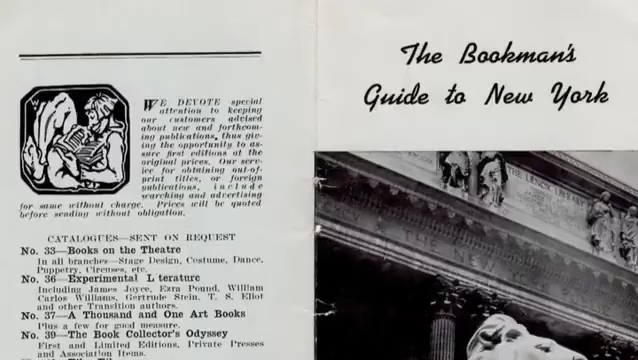 WE DEVOTE special
attention to keeping
our customers advised
about new and forthcom-
ing publications, thus giv-
ing the opportunity to as-
sure first editions at the
original prices. Our serv-
ice for obtaining out-of-
print titles, or foreign
publications, include
searching and advertising
for same without charge. Prices will be quoted
before sending without obligation.
CATALOGUES—SENT ON REQUEST
No. 33—Books on the Theatre
In all branches—Stage Design, Costume, Dance,
Puppetry, Circuses, etc.
No. 36—Experimental L terature
Including James Joyce, Ezra Pound, William
Carlos Williams, Gertrude Stein, T. S. Eliot
and other Transition authors.
No. 37—A Thousand and One Art Books
Plus a few for good measure.
No. 39—The Book Collector's Odyssey
First and Limited Editions, Private Presses
and Association Items.
The Bookman's
Guide to New York
THE LENOX LIBRARY
THE NEW